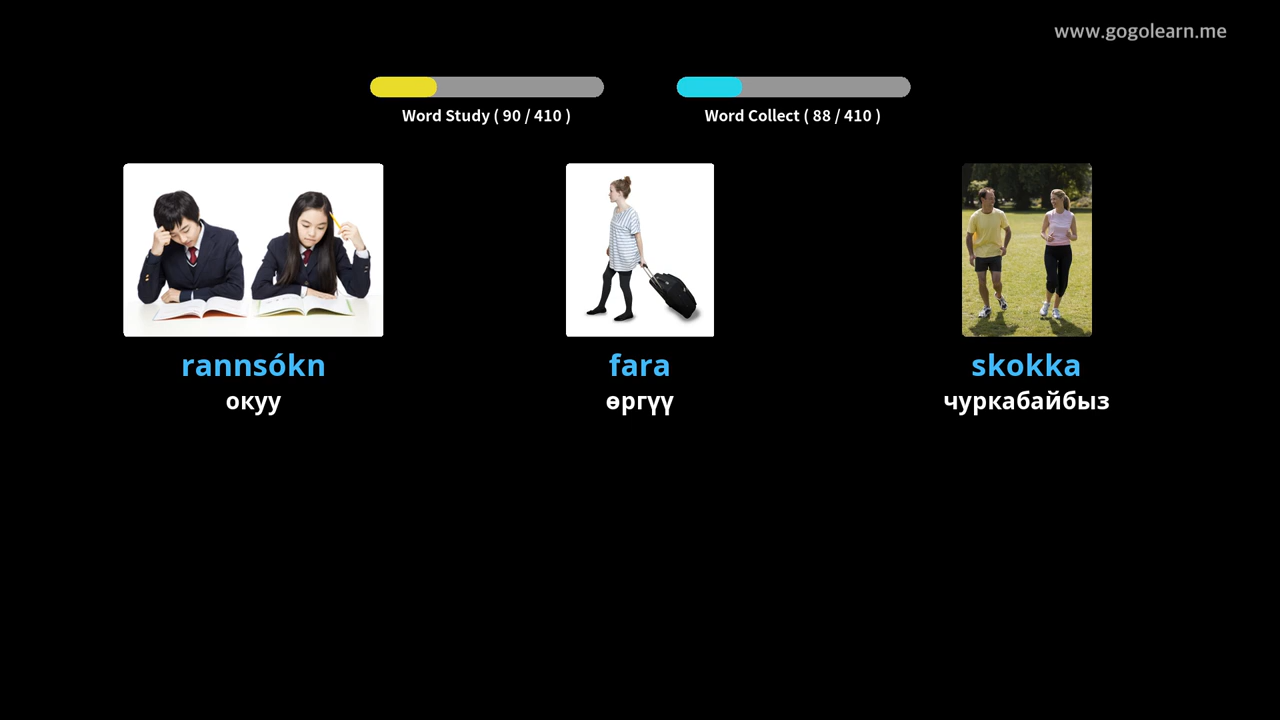 www.gogolearn.me
Word Study ( 90 / 410 )
Word Collect ( 88 / 410 )
rannsókn
окуу
fara
өргүү
skokka
чуркабайбыз